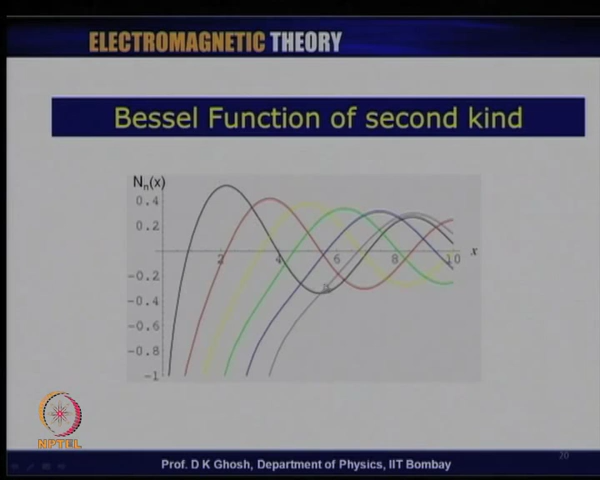 ELECTROMAGNETIC THEORY
Bessel Function of second kind
Nn(x)
0.4
0.2
2 4 6 8 10 x
-0.2
-0.4
-0.6
-0.8
-1
NPTEL
Prof. D K Ghosh, Department of Physics, IIT Bombay
70